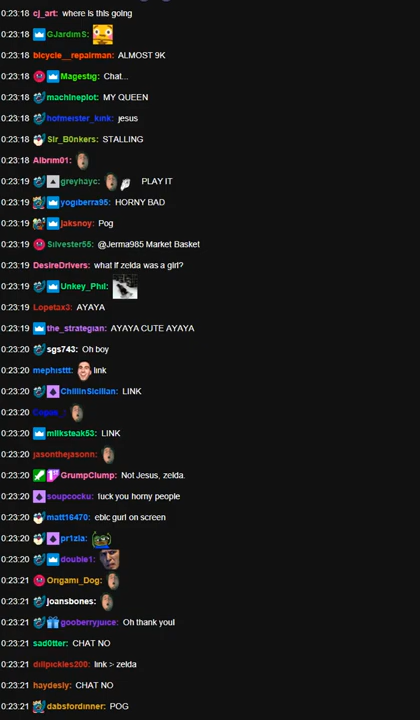 0:23:18 cj_art: where is this going
0:23:18 GJardimS:
0:23:18 bicycle__repairman: ALMOST 9K
0:23:18 Magestig: Chat...
0:23:18 machineplot: MY QUEEN
0:23:18 hofmeister_kink: jesus
0:23:18 Sir_B0nkers: STALLING
0:23:18 Albrim01:
0:23:19 greyhayc: PLAY IT
0:23:19 yogiberra95: HORNY BAD
0:23:19 jaksnoy: Pog
0:23:19 Silvester55: @Jerma985 Market Basket
0:23:19 DesireDrivers: what if zelda was a girl?
0:23:19 Unkey_Phil:
0:23:19 Lopetax3: AYAYA
0:23:19 the_strategian: AYAYA CUTE AYAYA
0:23:20 sgs743: Oh boy
0:23:20 mephisttt: link
0:23:20 ChillinSicilian: LINK
0:23:20
0:23:20 milksteak53: LINK
0:23:20 jasonthejasonn:
0:23:20 GrumpClump: Not Jesus, zelda.
0:23:20 soupcocku: fuck you horny people
0:23:20 matt16470: ebic gurl on screen
0:23:20 pr1zla:
0:23:20 double1:
0:23:21 Origami_Dog:
0:23:21 joansbones:
0:23:21 gooberryjuice: Oh thank you!
0:23:21 sad0tter: CHAT NO
0:23:21 dillpickles200: link > zelda
0:23:21 haydesly: CHAT NO
0:23:21 dabsfordinner: POG